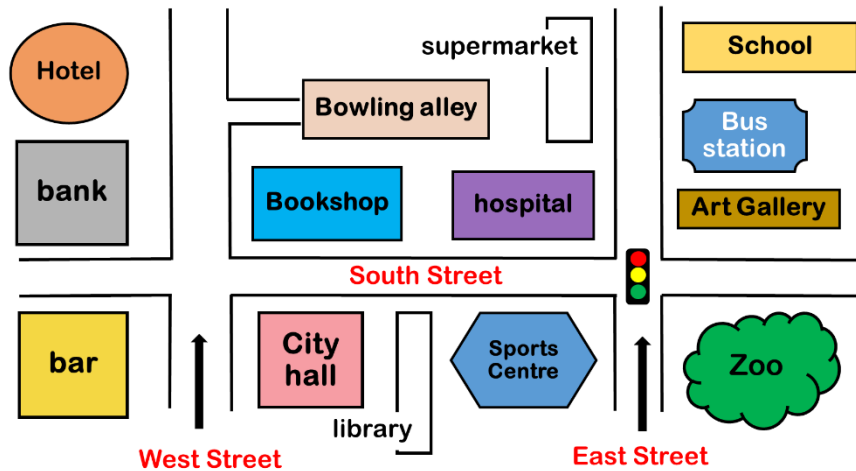 supermarket
School
Hotel
Bowling alley
Bus
station
bank
Bookshop
hospital
Art Gallery
South Street
bar
City
hall
Sports
Centre
Zoo
library
West Street
East Street